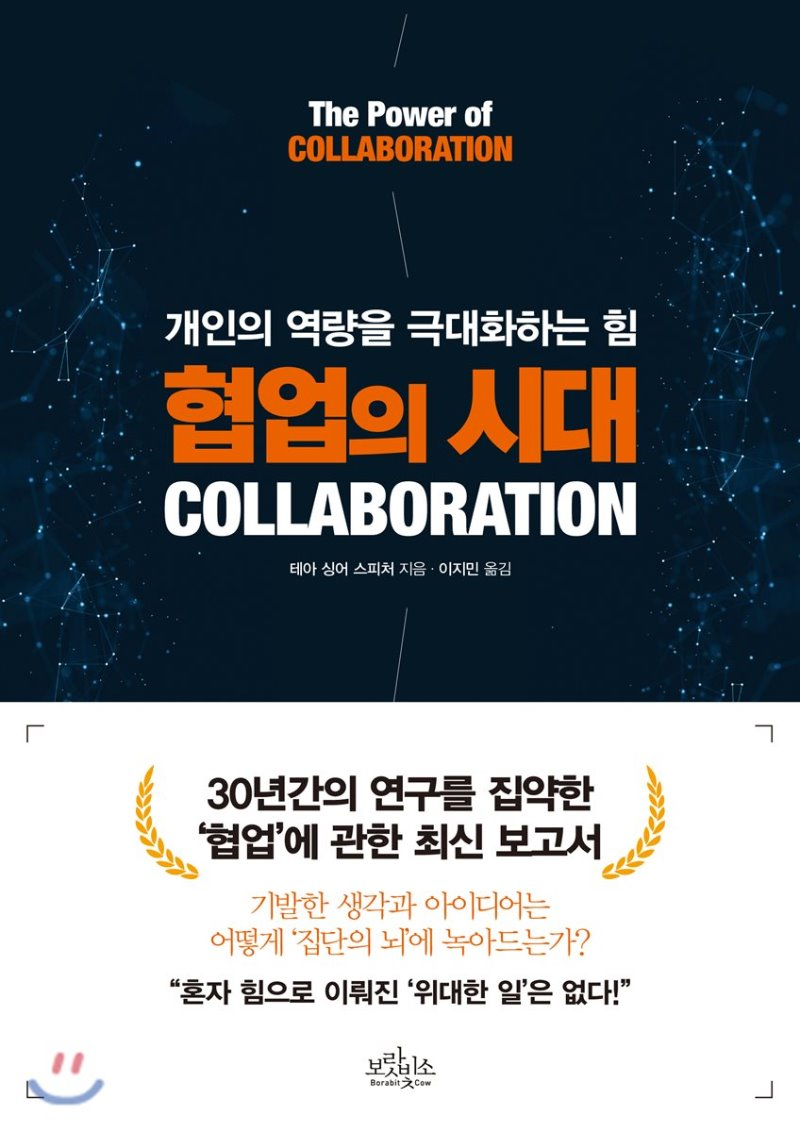 The Power of
COLLABORATION
개인의 역량을 극대화하는 힘
협업의 시대
COLLABORATION
테아 싱어 스피처 지음 · 이지민 옮김
30년간의 연구를 집약한
‘협업’에 관한 최신 보고서
기발한 생각과 아이디어는
어떻게 ‘집단의 뇌’에 녹아드는가?
“혼자 힘으로 이뤄진 ‘위대한 일’은 없다!”
보랏빛소
Borabit Cow